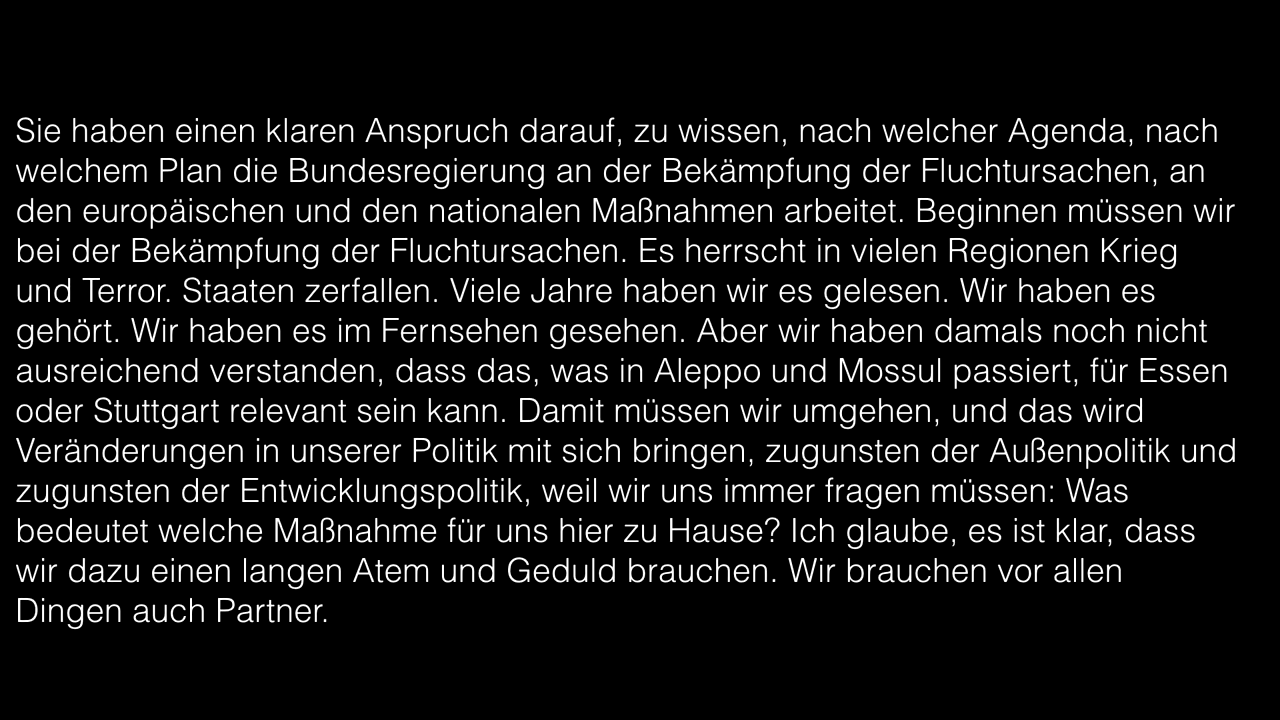 Sie haben einen klaren Anspruch darauf, zu wissen, nach welcher Agenda, nach
welchem Plan die Bundesregierung an der Bekämpfung der Fluchtursachen, an
den europäischen und den nationalen Maßnahmen arbeitet. Beginnen müssen wir
bei der Bekämpfung der Fluchtursachen. Es herrscht in vielen Regionen Krieg
und Terror. Staaten zerfallen. Viele Jahre haben wir es gelesen. Wir haben es
gehört. Wir haben es im Fernsehen gesehen. Aber wir haben damals noch nicht
ausreichend verstanden, dass das, was in Aleppo und Mossul passiert, für Essen
oder Stuttgart relevant sein kann. Damit müssen wir umgehen, und das wird
Veränderungen in unserer Politik mit sich bringen, zugunsten der Außenpolitik und
zugunsten der Entwicklungspolitik, weil wir uns immer fragen müssen: Was
bedeutet welche Maßnahme für uns hier zu Hause? Ich glaube, es ist klar, dass
wir dazu einen langen Atem und Geduld brauchen. Wir brauchen vor allen
Dingen auch Partner.